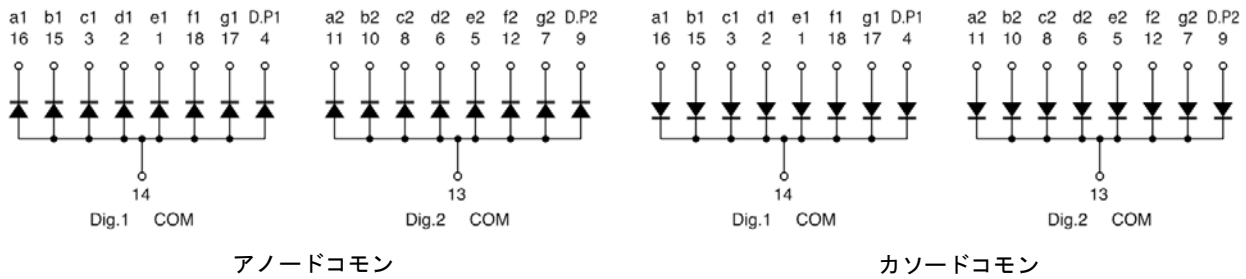 a1 b1 c1 d1 e1 f1 g1 D.P1 a2 b2 c2 d2 e2 f2 g2 D.P2 a1 b1 c1 d1 e1 f1 g1 D.P1 a2 b2 c2 d2 e2 f2 g2 D.P2
16 15 3 2 1 18 17 4 11 10 8 6 5 12 7 9 16 15 3 2 1 18 17 4 11 10 8 6 5 12 7 9
14 13 14 13
Dig.1 COM Dig.2 COM Dig.1 COM Dig.2 COM
アノードコモン カソードコモン